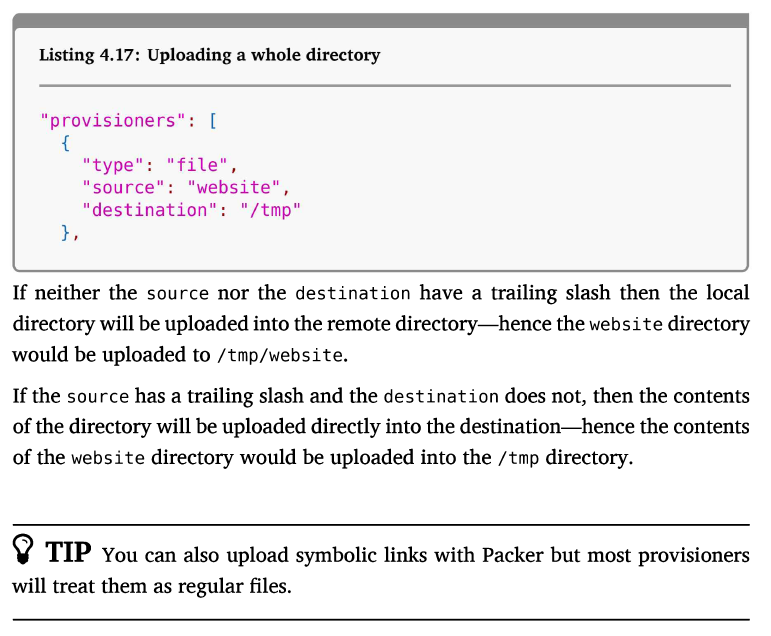 Listing 4.17: Uploading a whole directory
"provisioners": [
  {
    "type": "file",
    "source": "website",
    "destination": "/tmp"
  },
If neither the source nor the destination have a trailing slash then the local
directory will be uploaded into the remote directory—hence the website directory
would be uploaded to /tmp/website.
If the source has a trailing slash and the destination does not, then the contents
of the directory will be uploaded directly into the destination—hence the contents
of the website directory would be uploaded into the /tmp directory.
TIP You can also upload symbolic links with Packer but most provisioners
will treat them as regular files.